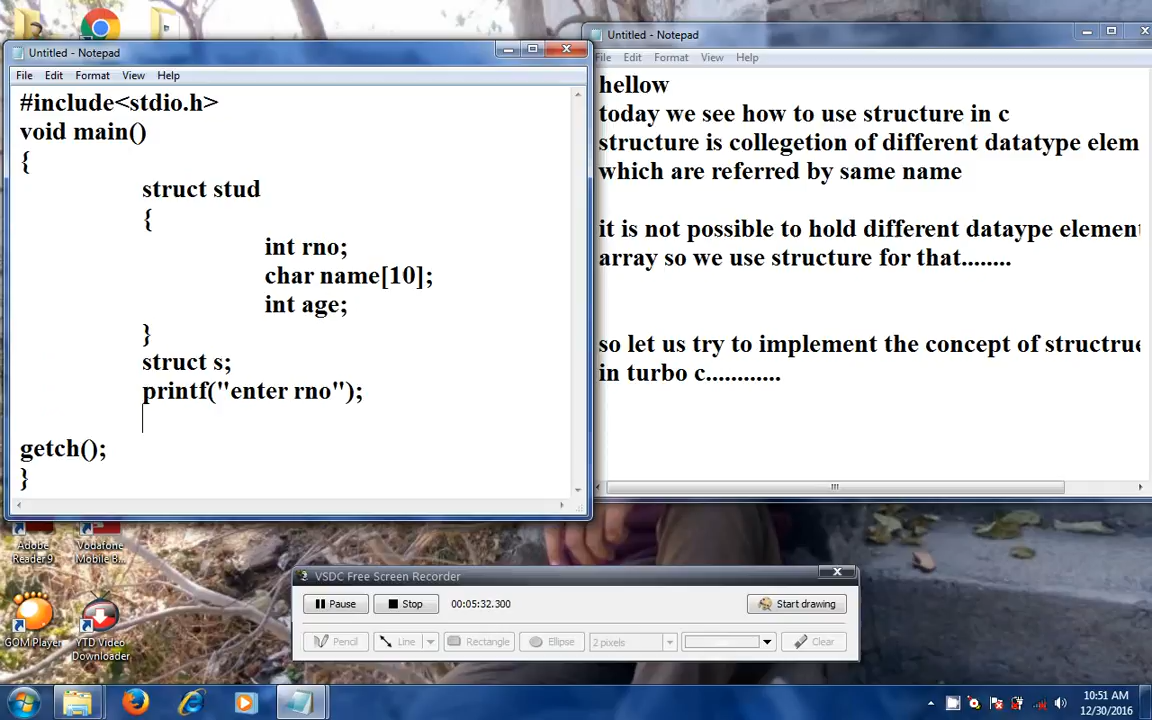 Untitled - Notepad
File Edit Format View Help
#include<stdio.h>
void main()
{
struct stud
{
int rno;
char name[10];
int age;
}
struct s;
printf("enter rno");
getch();
}
Untitled - Notepad
File Edit Format View Help
hellow
today we see how to use structure in c
structure is collegetion of different datatype elem
which are referred by same name
it is not possible to hold different dataype element
array so we use structure for that........
so let us try to implement the concept of structrue
in turbo c............
Adobe
Reader 9
Vodafone
Mobile B...
GOM Player
YTD Video
Downloader
VSDC Free Screen Recorder
Pause Stop 00:05:32.300 Start drawing
Pencil Line Rectangle Ellipse 2 pixels Clear
10:51 AM
12/30/2016